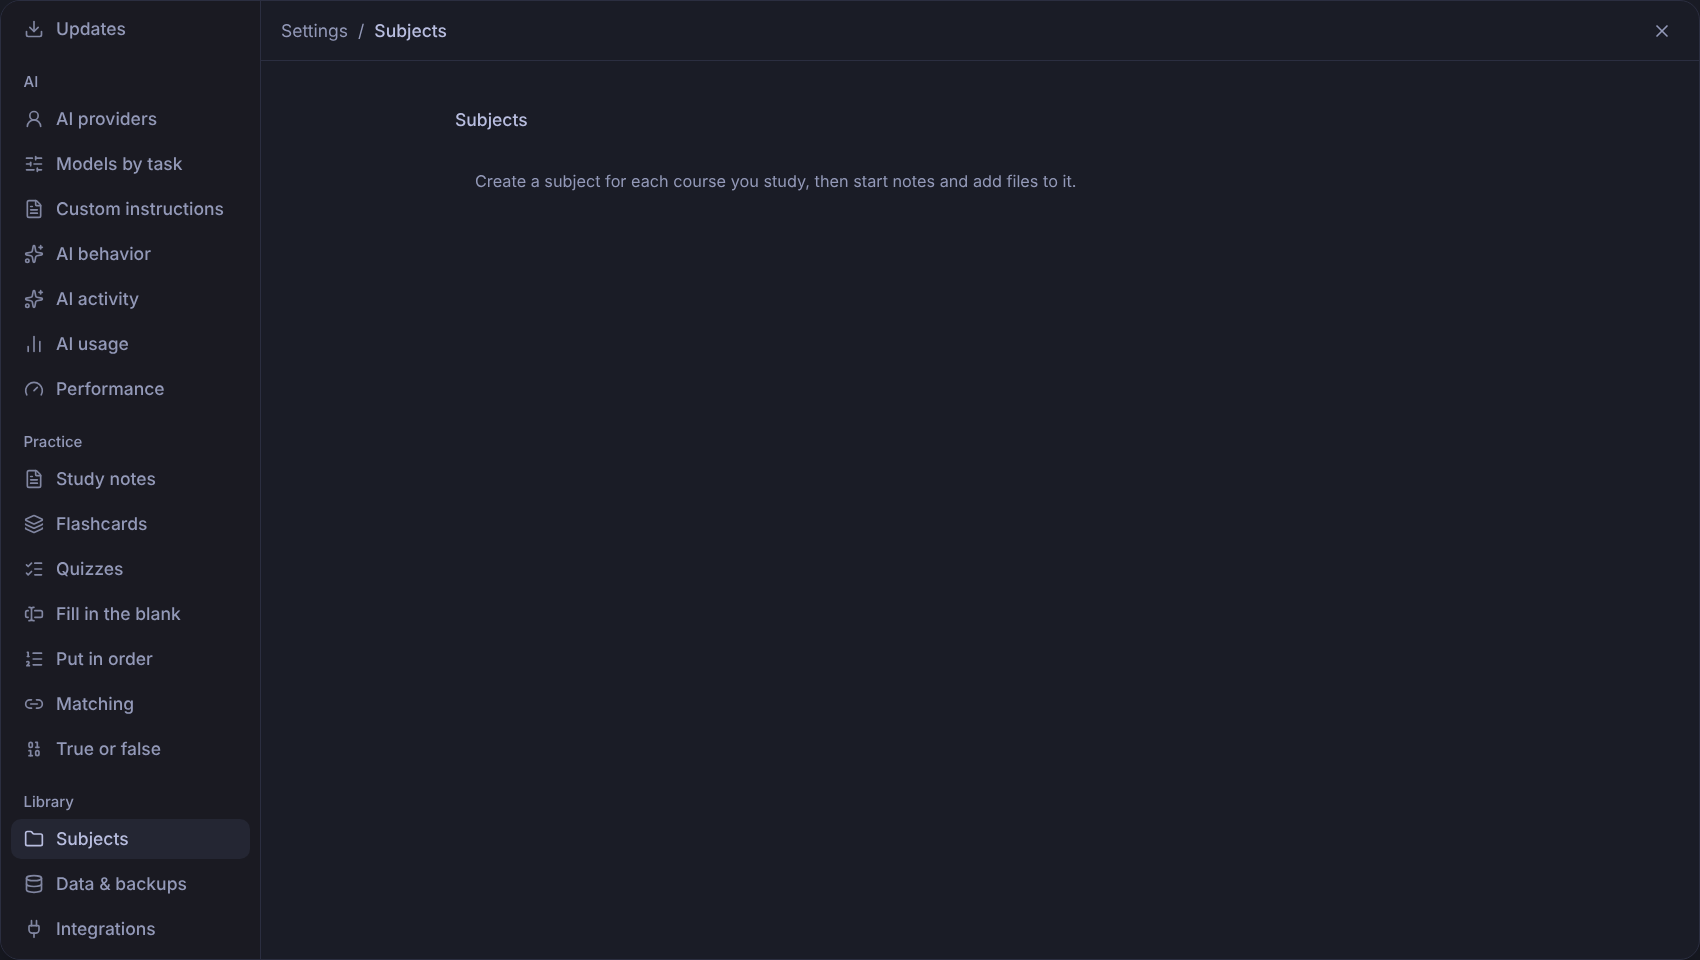 Updates
AI
AI providers
Models by task
Custom instructions
AI behavior
AI activity
AI usage
Performance
Practice
Study notes
Flashcards
Quizzes
Fill in the blank
Put in order
Matching
True or false
Library
Subjects
Data & backups
Integrations
Settings / Subjects
Subjects
Create a subject for each course you study, then start notes and add files to it.